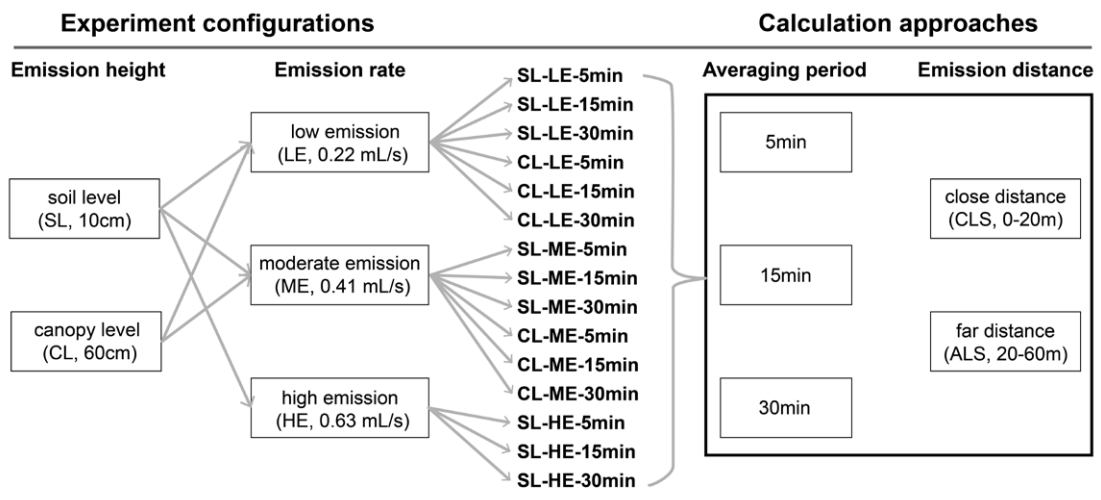 Experiment configurations
Calculation approaches
Emission height
Emission rate
Averaging period
Emission distance
soil level
(SL, 10cm)
canopy level
(CL, 60cm)
low emission
(LE, 0.22 mL/s)
moderate emission
(ME, 0.41 mL/s)
high emission
(HE, 0.63 mL/s)
SL-LE-5min
SL-LE-15min
SL-LE-30min
CL-LE-5min
CL-LE-15min
CL-LE-30min
SL-ME-5min
SL-ME-15min
SL-ME-30min
CL-ME-5min
CL-ME-15min
CL-ME-30min
SL-HE-5min
SL-HE-15min
SL-HE-30min
5min
15min
30min
close distance
(CLS, 0-20m)
far distance
(ALS, 20-60m)